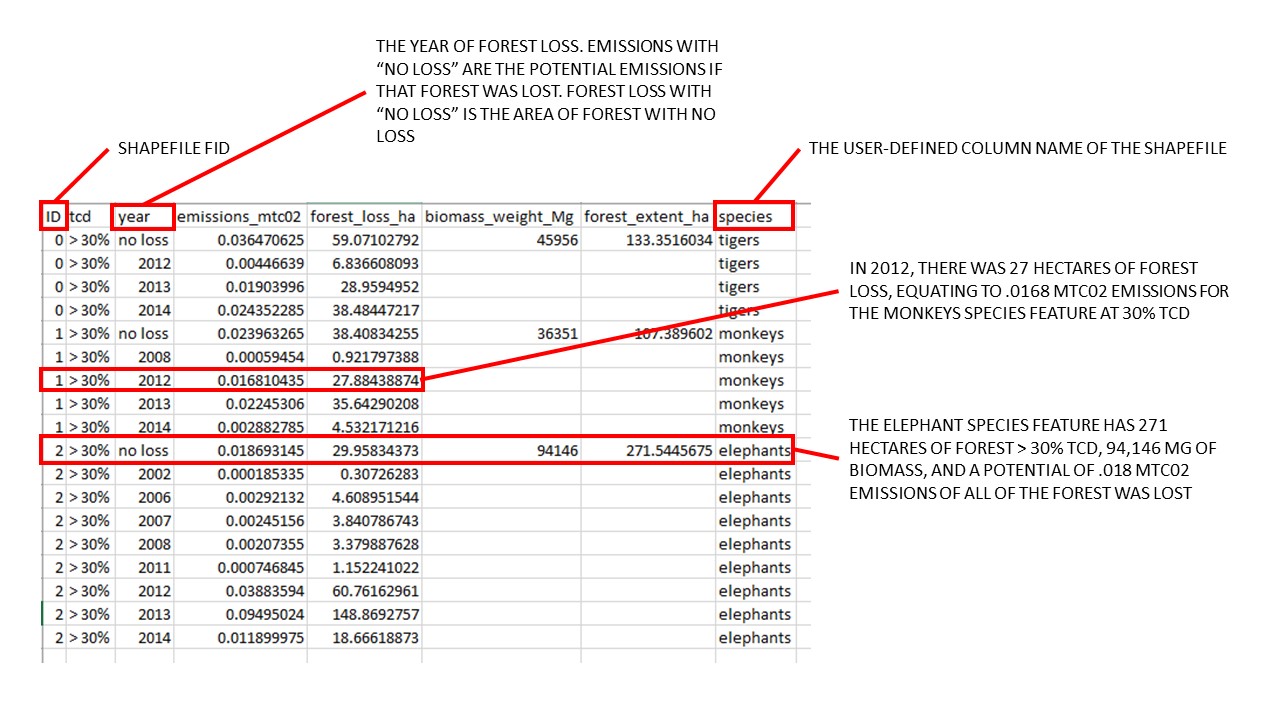 THE YEAR OF FOREST LOSS. EMISSIONS WITH
“NO LOSS” ARE THE POTENTIAL EMISSIONS IF
THAT FOREST WAS LOST. FOREST LOSS WITH
“NO LOSS” IS THE AREA OF FOREST WITH NO
LOSS
SHAPEFILE FID
THE USER-DEFINED COLUMN NAME OF THE SHAPEFILE
ID tcd year emissions_mtc02 forest_loss_ha biomass_weight_Mg forest_extent_ha species
0 > 30% no loss 0.036470625 59.07102792 45956 133.3516034 tigers
0 > 30% 2012 0.00446639 6.836608093 tigers
0 > 30% 2013 0.01903996 28.9594952 tigers
0 > 30% 2014 0.024352285 38.48447217 tigers
1 > 30% no loss 0.023963265 38.40834255 36351 107.389602 monkeys
1 > 30% 2008 0.00059454 0.921797388 monkeys
1 > 30% 2012 0.016810435 27.88438874 monkeys
1 > 30% 2013 0.02245306 35.64290208 monkeys
1 > 30% 2014 0.002882785 4.532171216 monkeys
2 > 30% no loss 0.018693145 29.95834373 94146 271.5445675 elephants
2 > 30% 2002 0.000185335 0.30726283 elephants
2 > 30% 2006 0.00292132 4.608951544 elephants
2 > 30% 2007 0.00245156 3.840786743 elephants
2 > 30% 2008 0.00207355 3.379887628 elephants
2 > 30% 2011 0.000746845 1.152241022 elephants
2 > 30% 2012 0.03883594 60.76162961 elephants
2 > 30% 2013 0.09495024 148.8692757 elephants
2 > 30% 2014 0.011899975 18.66618873 elephants
IN 2012, THERE WAS 27 HECTARES OF FOREST
LOSS, EQUATING TO .0168 MTC02 EMISSIONS FOR
THE MONKEYS SPECIES FEATURE AT 30% TCD
THE ELEPHANT SPECIES FEATURE HAS 271
HECTARES OF FOREST > 30% TCD, 94,146 MG OF
BIOMASS, AND A POTENTIAL OF .018 MTC02
EMISSIONS OF ALL OF THE FOREST WAS LOST